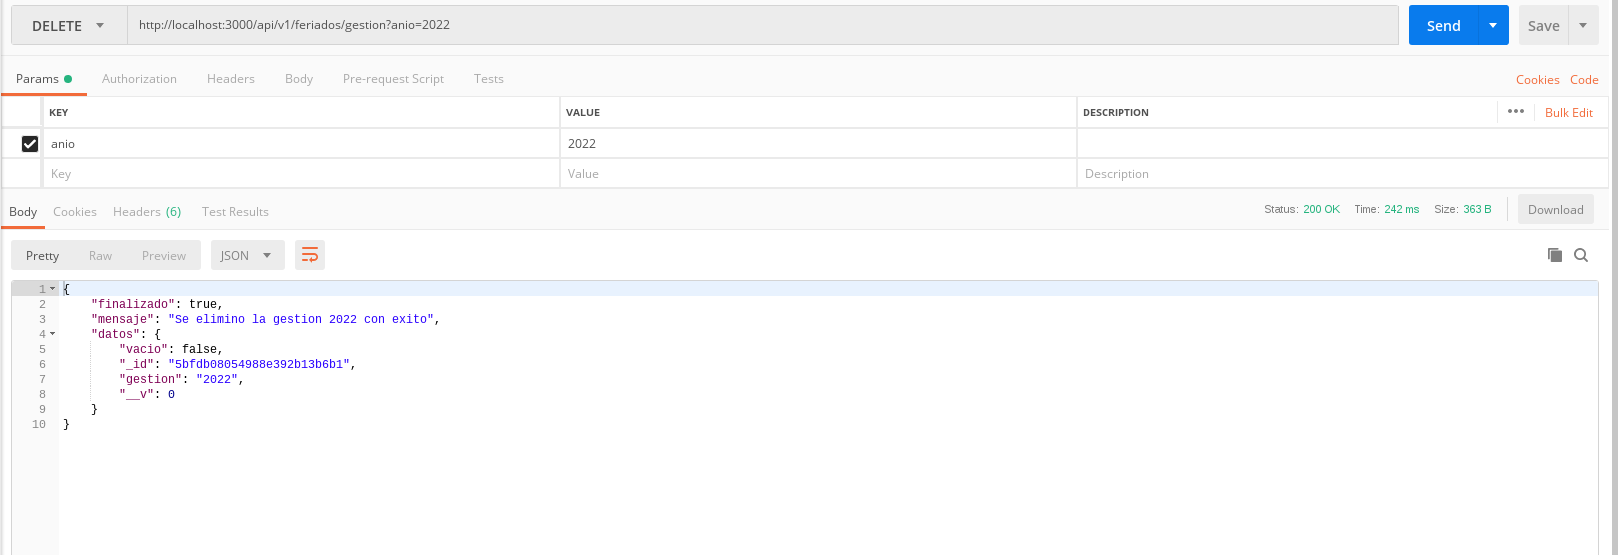 DELETE http://localhost:3000/api/v1/feriados/gestion?anio=2022 Send Save
Params Authorization Headers Body Pre-request Script Tests Cookies Code
KEY VALUE DESCRIPTION ••• Bulk Edit
anio 2022
Key Value Description
Body Cookies Headers (6) Test Results Status: 200 OK Time: 242 ms Size: 363 B Download
Pretty Raw Preview JSON
1 {
2 "finalizado": true,
3 "mensaje": "Se elimino la gestion 2022 con exito",
4 "datos": {
5 "vacio": false,
6 "_id": "5bfdb08054988e392b13b6b1",
7 "gestion": "2022",
8 "__v": 0
9 }
10 }